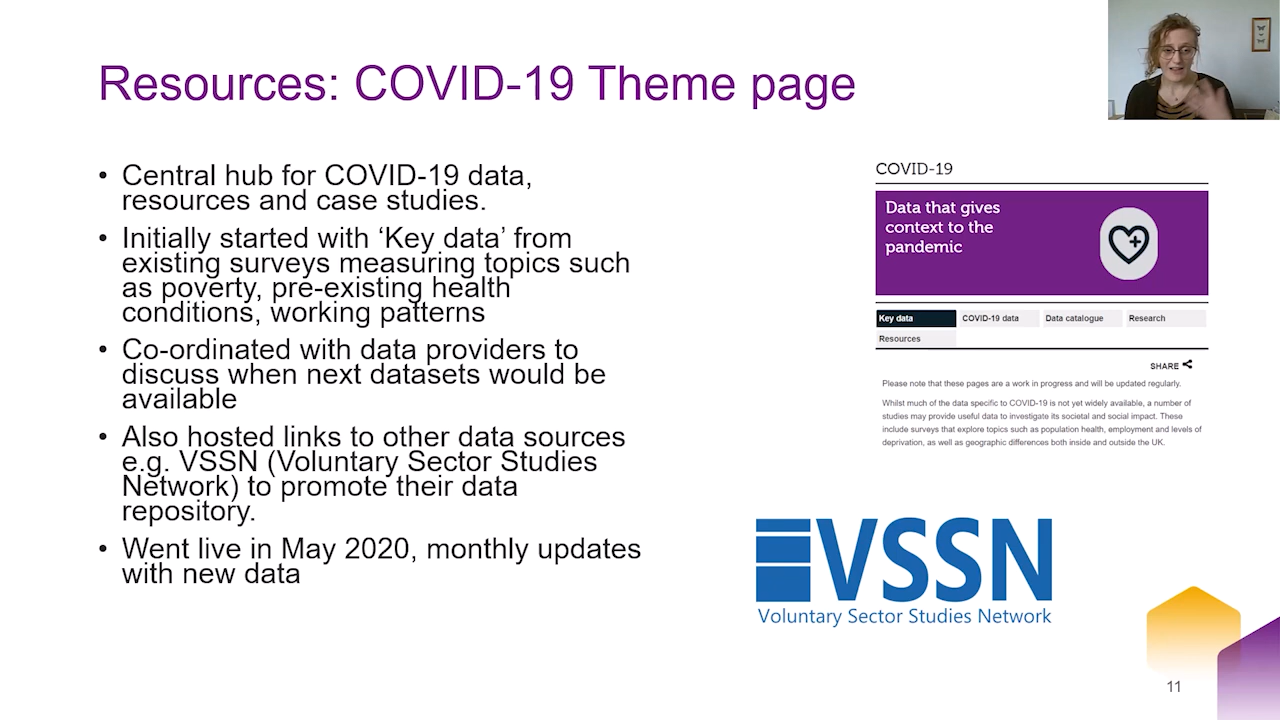 Resources: COVID-19 Theme page
• Central hub for COVID-19 data,
resources and case studies.
• Initially started with ‘Key data’ from
existing surveys measuring topics such
as poverty, pre-existing health
conditions, working patterns
• Co-ordinated with data providers to
discuss when next datasets would be
available
• Also hosted links to other data sources
e.g. VSSN (Voluntary Sector Studies
Network) to promote their data
repository.
• Went live in May 2020, monthly updates
with new data
COVID-19
Data that gives
context to the
pandemic
Key data COVID-19 data Data catalogue Research
Resources
SHARE
Please note that these pages are a work in progress and will be updated regularly.
Whilst much of the data specific to COVID-19 is not yet widely available, a number of
studies may provide useful data to investigate its societal and social impact. These
include surveys that explore topics such as population health, employment and levels of
deprivation, as well as geographic differences both inside and outside the UK.
VSSN
Voluntary Sector Studies Network
11